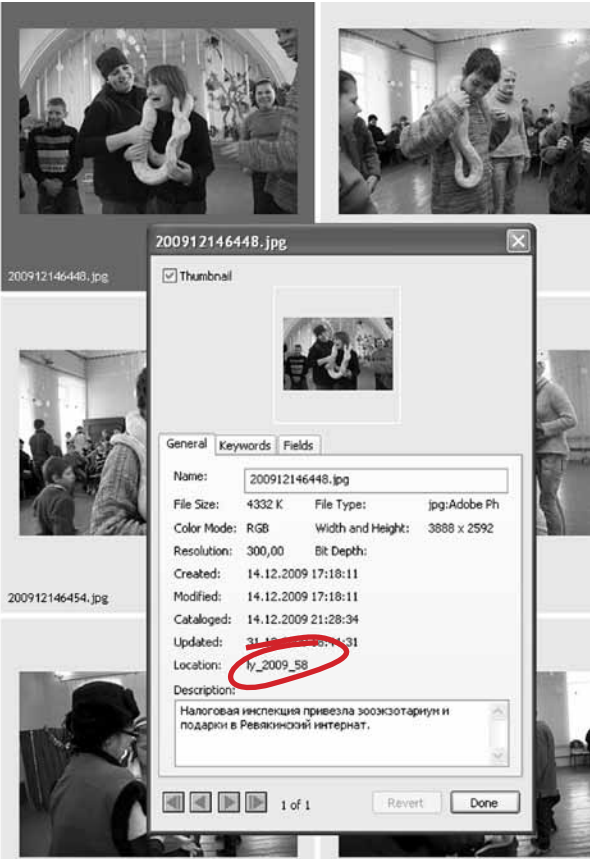 200912146448.jpg
200912146448.jpg
Thumbnail
General Keywords Fields
Name: 200912146448.jpg
File Size: 4332 K File Type: jpg:Adobe Ph
Color Mode: RGB Width and Height: 3888 x 2592
Resolution: 300,00 Bit Depth:
Created: 14.12.2009 17:18:11
Modified: 14.12.2009 17:18:11
Cataloged: 14.12.2009 21:28:34
Updated:
Location: ly_2009_58
Description:
Налоговая инспекция привезла зооэкзотариум и
подарки в Ревякинский интернат.
1 of 1 Revert Done
200912146454.jpg